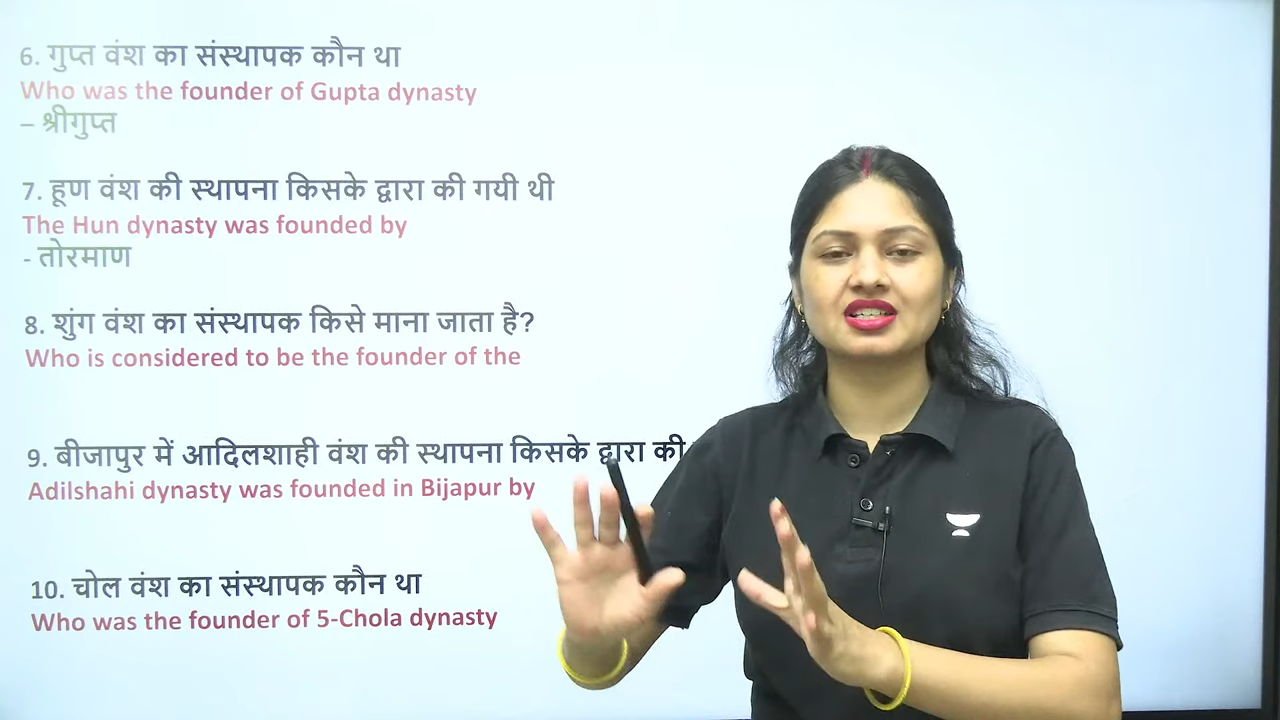 6. गुप्त वंश का संस्थापक कौन था
Who was the founder of Gupta dynasty
– श्रीगुप्त
7. हूण वंश की स्थापना किसके द्वारा की गयी थी
The Hun dynasty was founded by
- तोरमाण
8. शुंग वंश का संस्थापक किसे माना जाता है?
Who is considered to be the founder of the
9. बीजापुर में आदिलशाही वंश की स्थापना किसके द्वारा की
Adilshahi dynasty was founded in Bijapur by
10. चोल वंश का संस्थापक कौन था
Who was the founder of 5-Chola dynasty